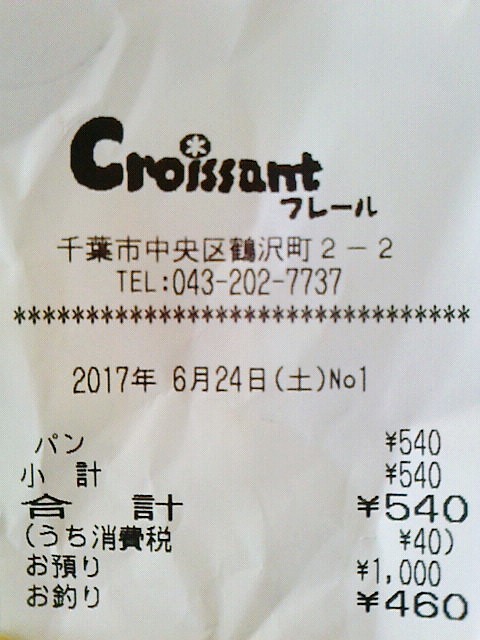 Croissant
フレール
千葉市中央区鶴沢町２－２
TEL:043-202-7737
**************************************
2017年 6月24日(土)No1
パン ¥540
小 計 ¥540
合 計 ¥540
(うち消費税 ¥40)
お預り ¥1,000
お釣り ¥460